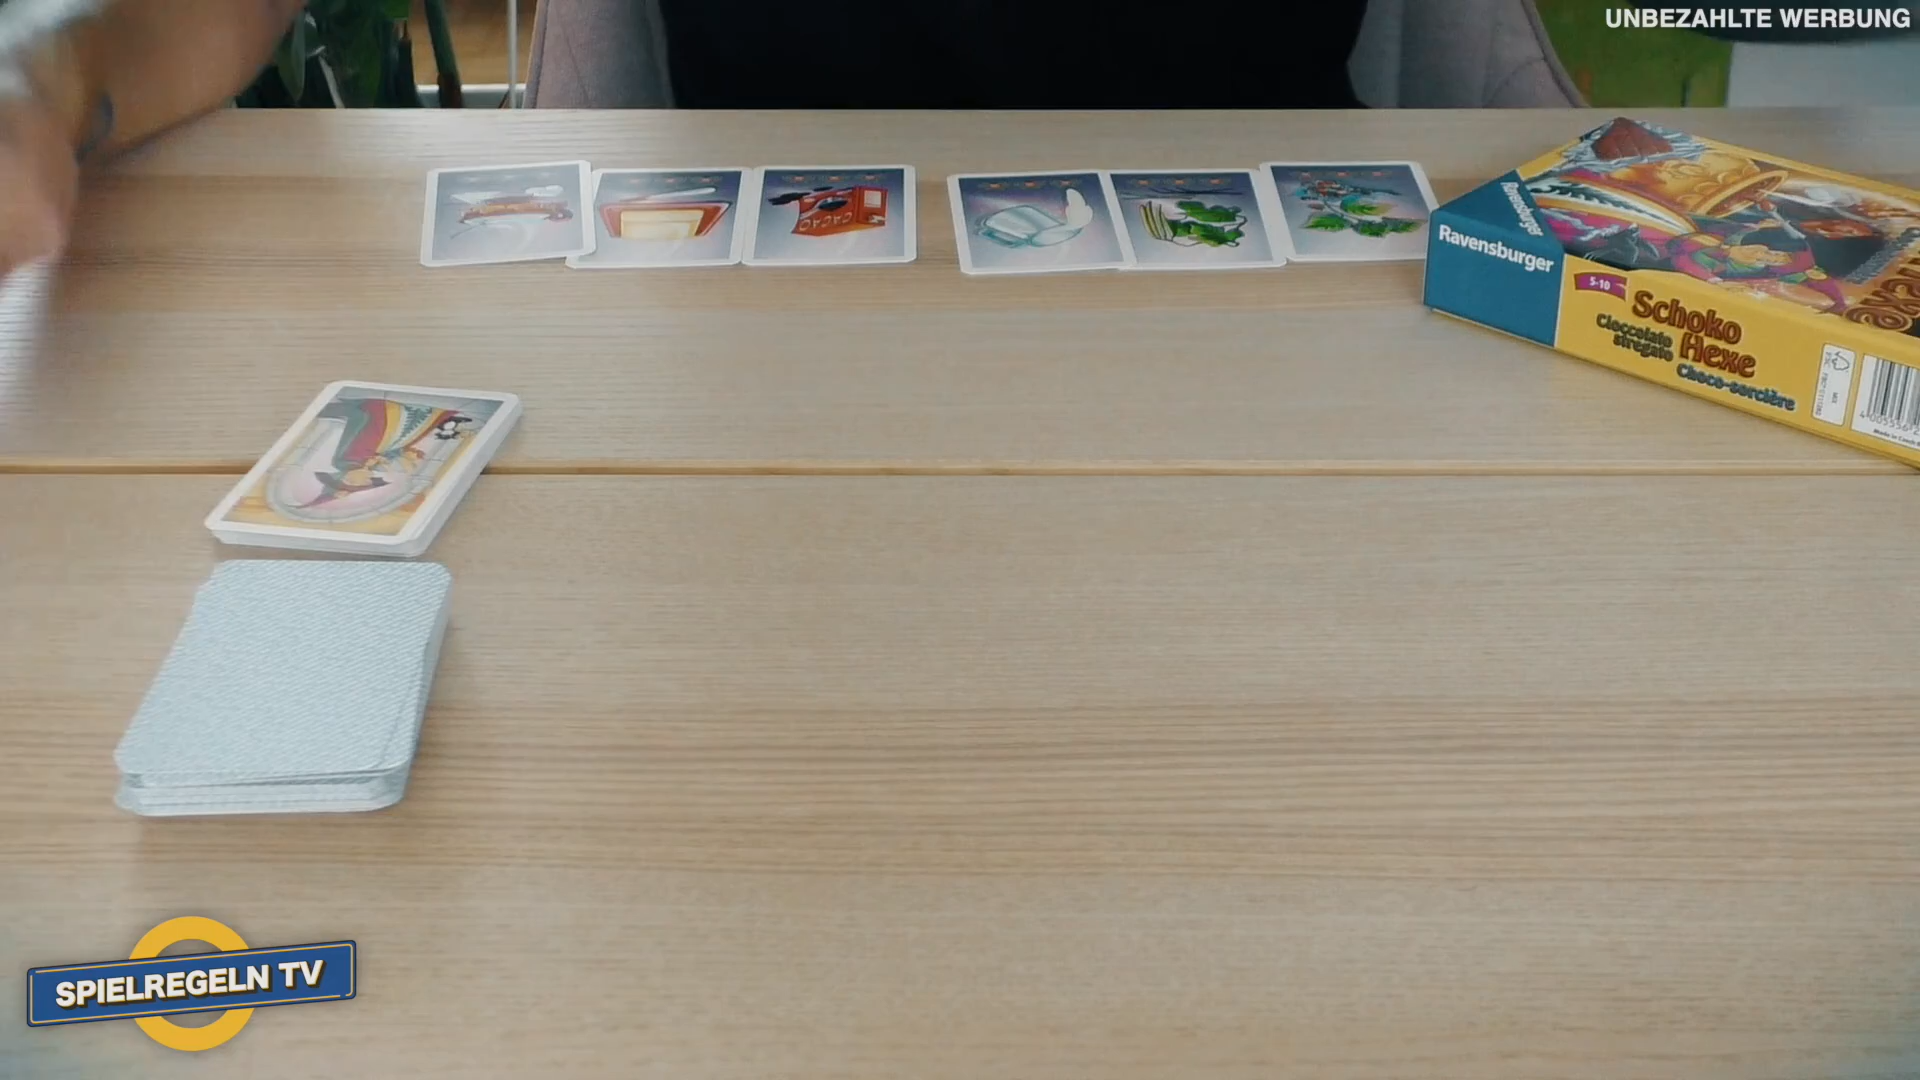 UNBEZAHLTE WERBUNG
Ravensburger
Ravensburger
5-10
Schoko
Hexe
Cioccolato
stregato
Choco-sorcière
CACAO
SPIELREGELN TV